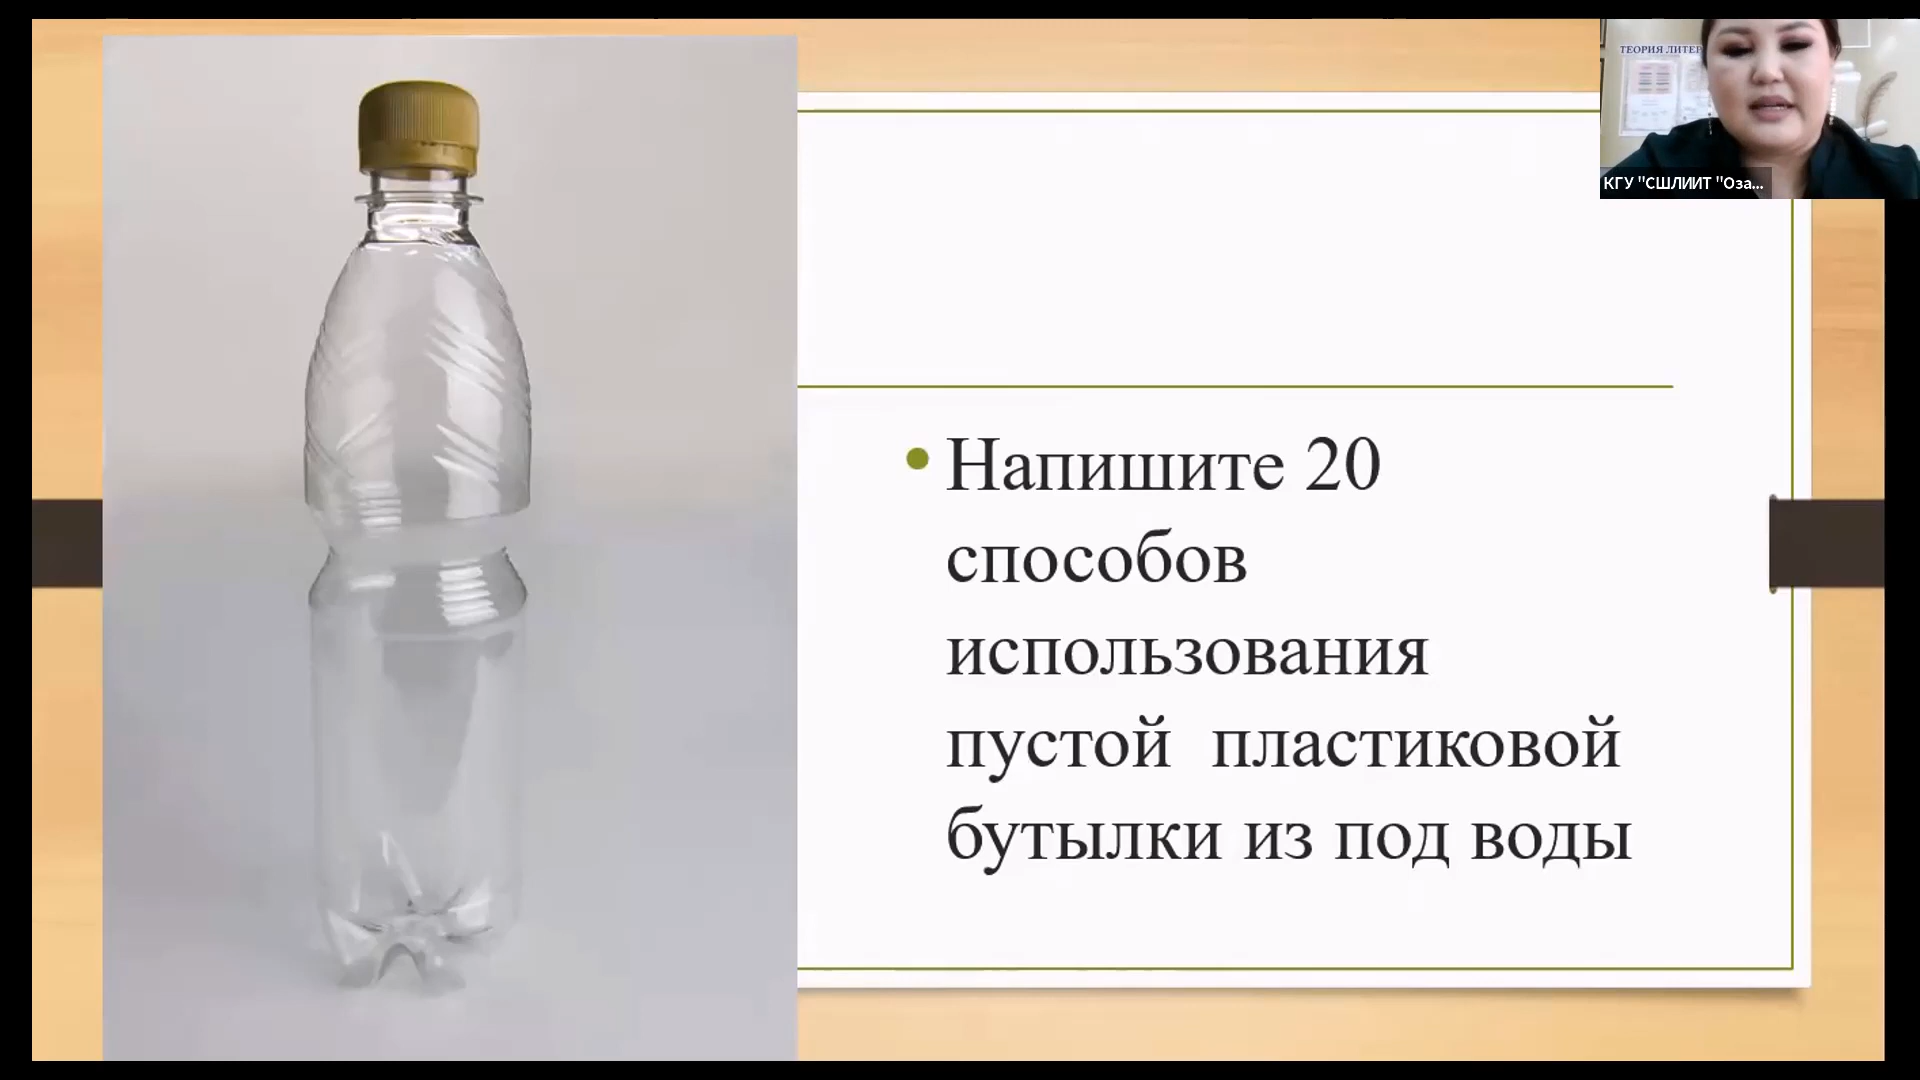 ТЕОРИЯ ЛИТЕР
КГУ "СШЛИИТ "Оза...
• Напишите 20
способов
использования
пустой пластиковой
бутылки из под воды